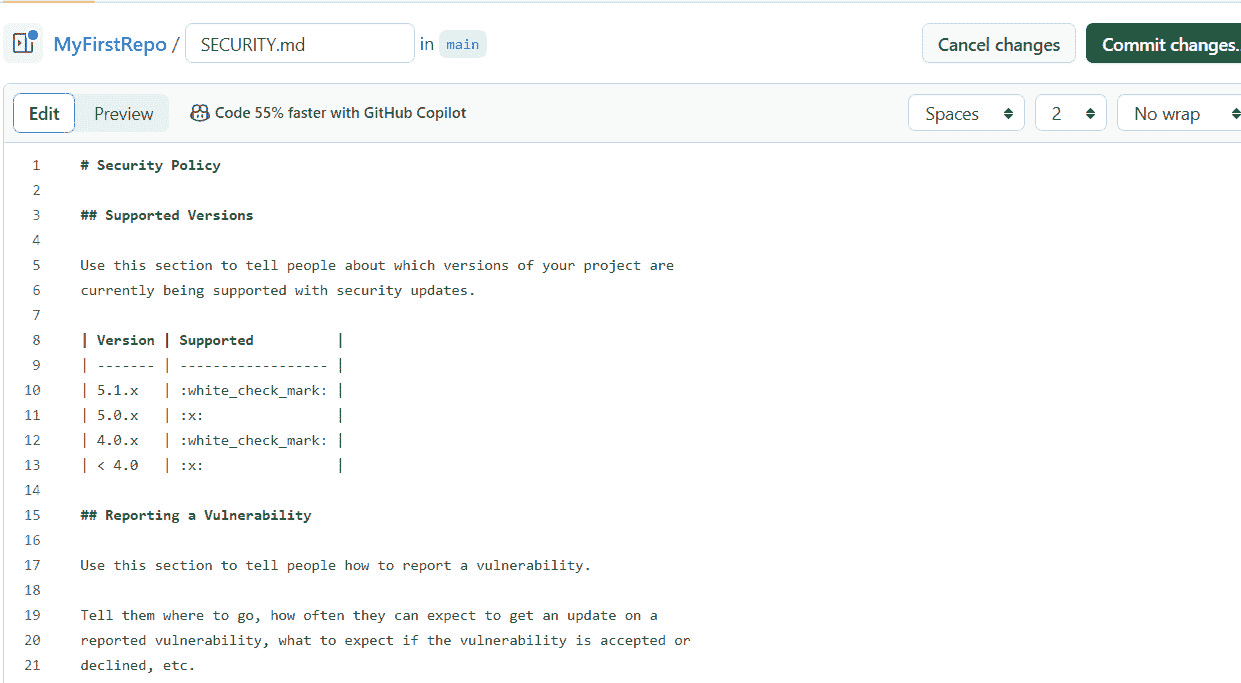 MyFirstRepo / SECURITY.md in main Cancel changes Commit changes.
Edit Preview Code 55% faster with GitHub Copilot Spaces 2 No wrap
1 # Security Policy
2
3 ## Supported Versions
4
5 Use this section to tell people about which versions of your project are
6 currently being supported with security updates.
7
8 | Version | Supported          |
9 | ------- | ------------------ |
10 | 5.1.x   | :white_check_mark: |
11 | 5.0.x   | :x:                |
12 | 4.0.x   | :white_check_mark: |
13 | < 4.0   | :x:                |
14
15 ## Reporting a Vulnerability
16
17 Use this section to tell people how to report a vulnerability.
18
19 Tell them where to go, how often they can expect to get an update on a
20 reported vulnerability, what to expect if the vulnerability is accepted or
21 declined, etc.